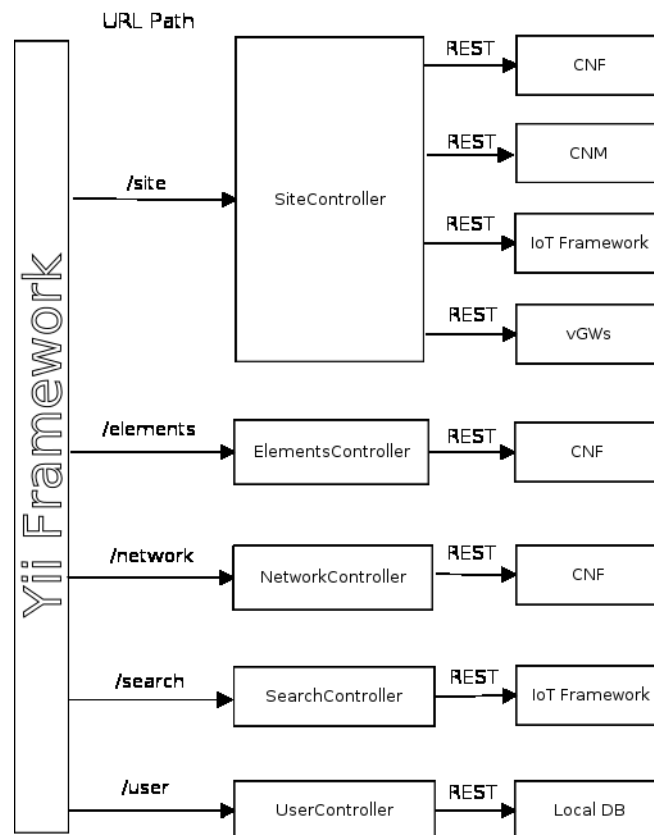 URL Path
Yii Framework
/site
SiteController
REST
CNF
REST
CNM
REST
IoT Framework
REST
vGWs
/elements
ElementsController
REST
CNF
/network
NetworkController
REST
CNF
/search
SearchController
REST
IoT Framework
/user
UserController
REST
Local DB